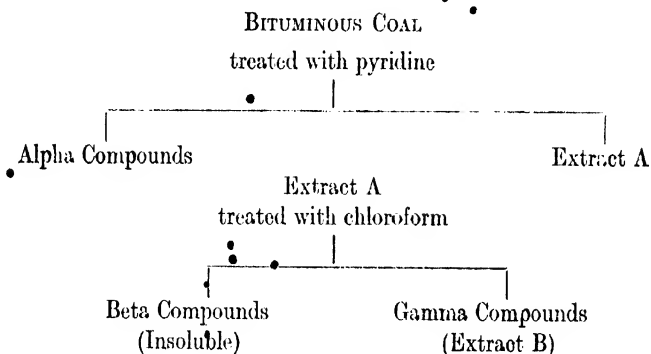 BITUMINOUS COAL
treated with pyridine
Alpha Compounds Extract A
Extract A
treated with chloroform
Beta Compounds Gamma Compounds
(Insoluble) (Extract B)